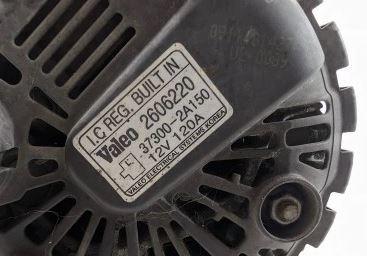 I.C REG. BUILT IN
Valeo 2606220
37300-2A150
12V 120A
VALEO ELECTRICAL SYSTEMS KOREA